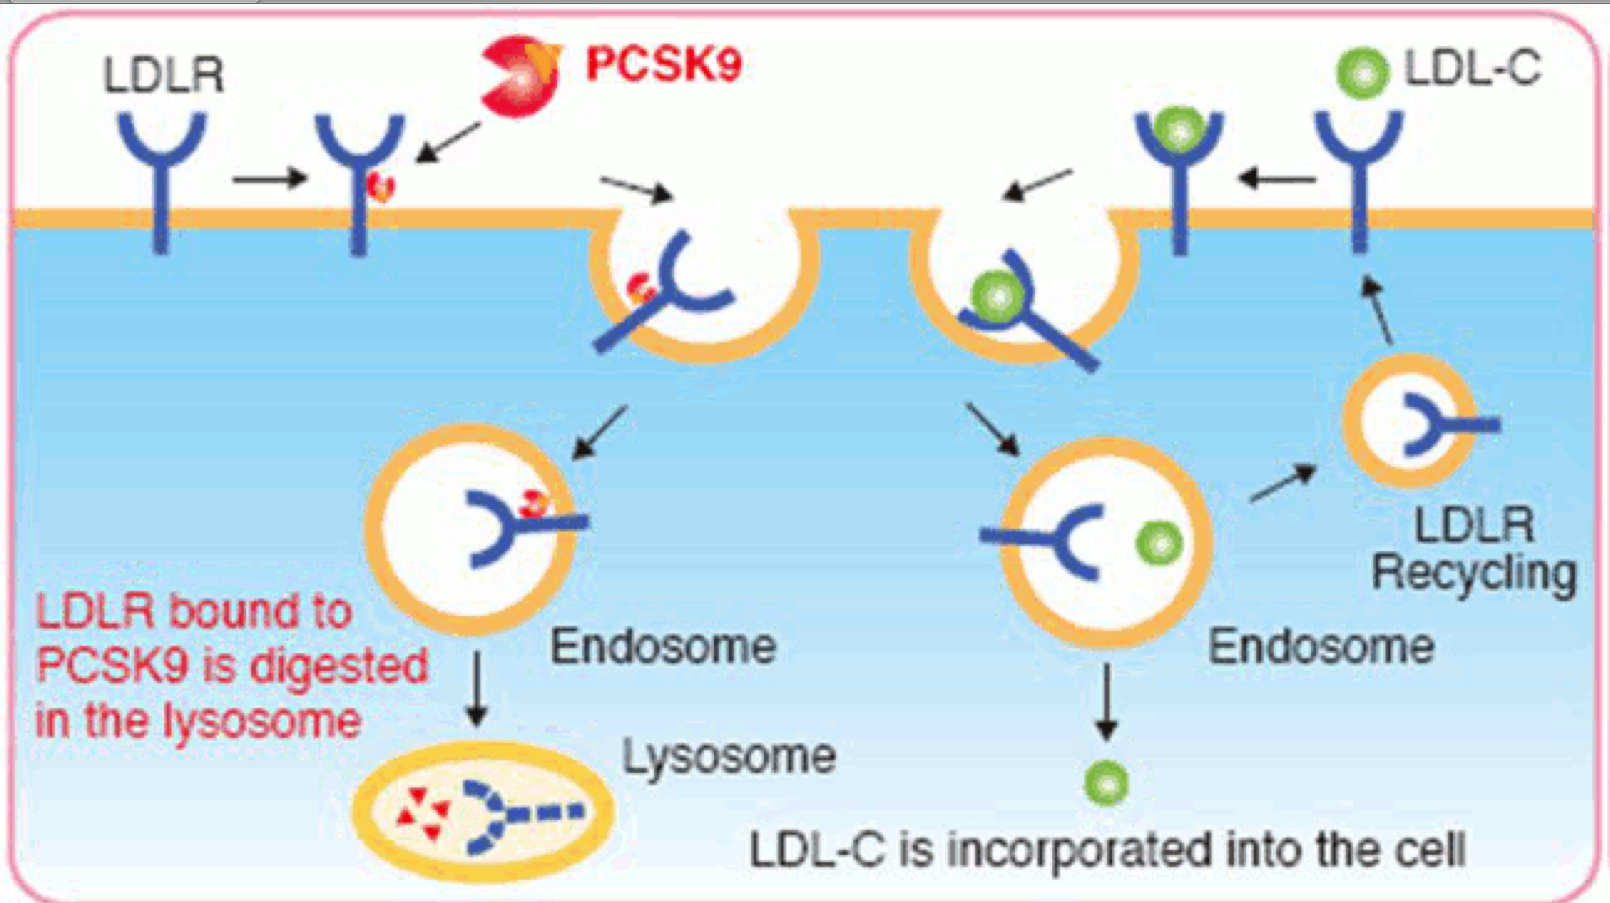 LDLR
PCSK9
LDL-C
LDLR
Recycling
LDLR bound to
PCSK9 is digested
in the lysosome
Endosome
Endosome
Lysosome
LDL-C is incorporated into the cell